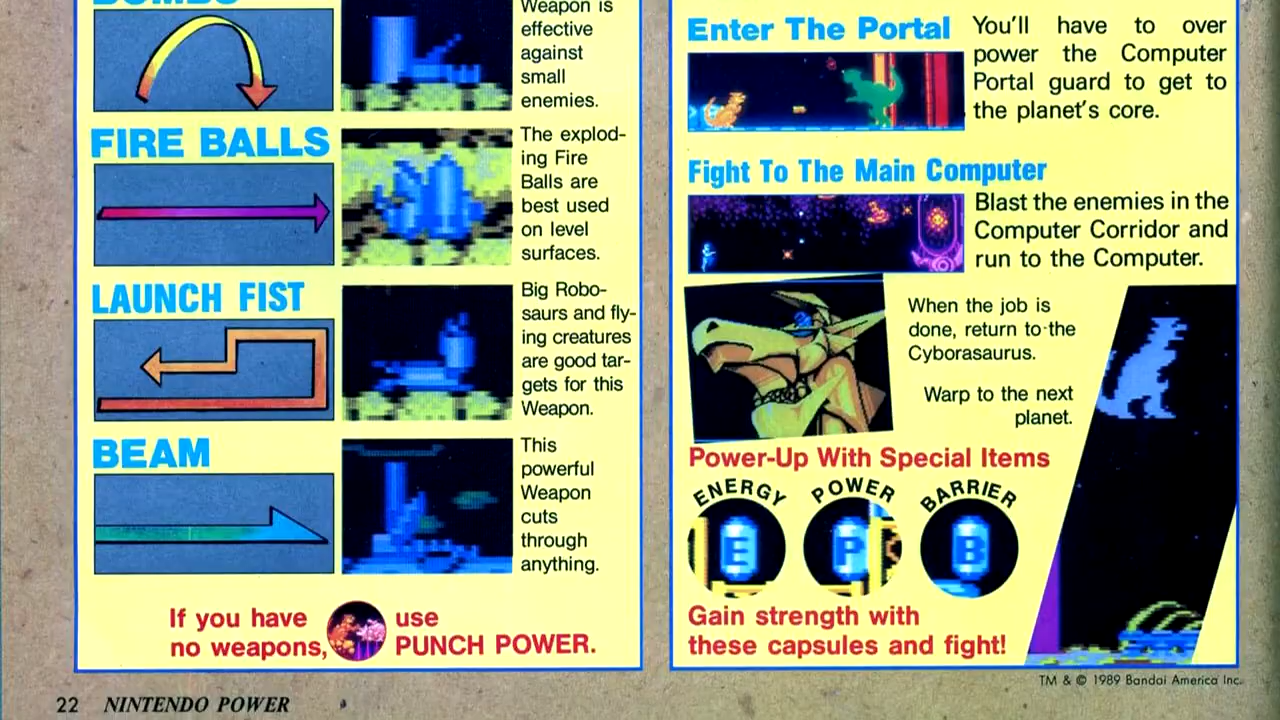 BOMBS
Weapon is
effective
against
small
enemies.
FIRE BALLS
The explod-
ing Fire
Balls are
best used
on level
surfaces.
LAUNCH FIST
Big Robo-
saurs and fly-
ing creatures
are good tar-
gets for this
Weapon.
BEAM
This
powerful
Weapon
cuts
through
anything.
If you have
no weapons,
use
PUNCH POWER.
Enter The Portal
You'll have to over
power the Computer
Portal guard to get to
the planet's core.
Fight To The Main Computer
Blast the enemies in the
Computer Corridor and
run to the Computer.
When the job is
done, return to the
Cyborasaurus.
Warp to the next
planet.
Power-Up With Special Items
ENERGY POWER BARRIER
E P B
Gain strength with
these capsules and fight!
TM & © 1989 Bandai America Inc.
22 NINTENDO POWER